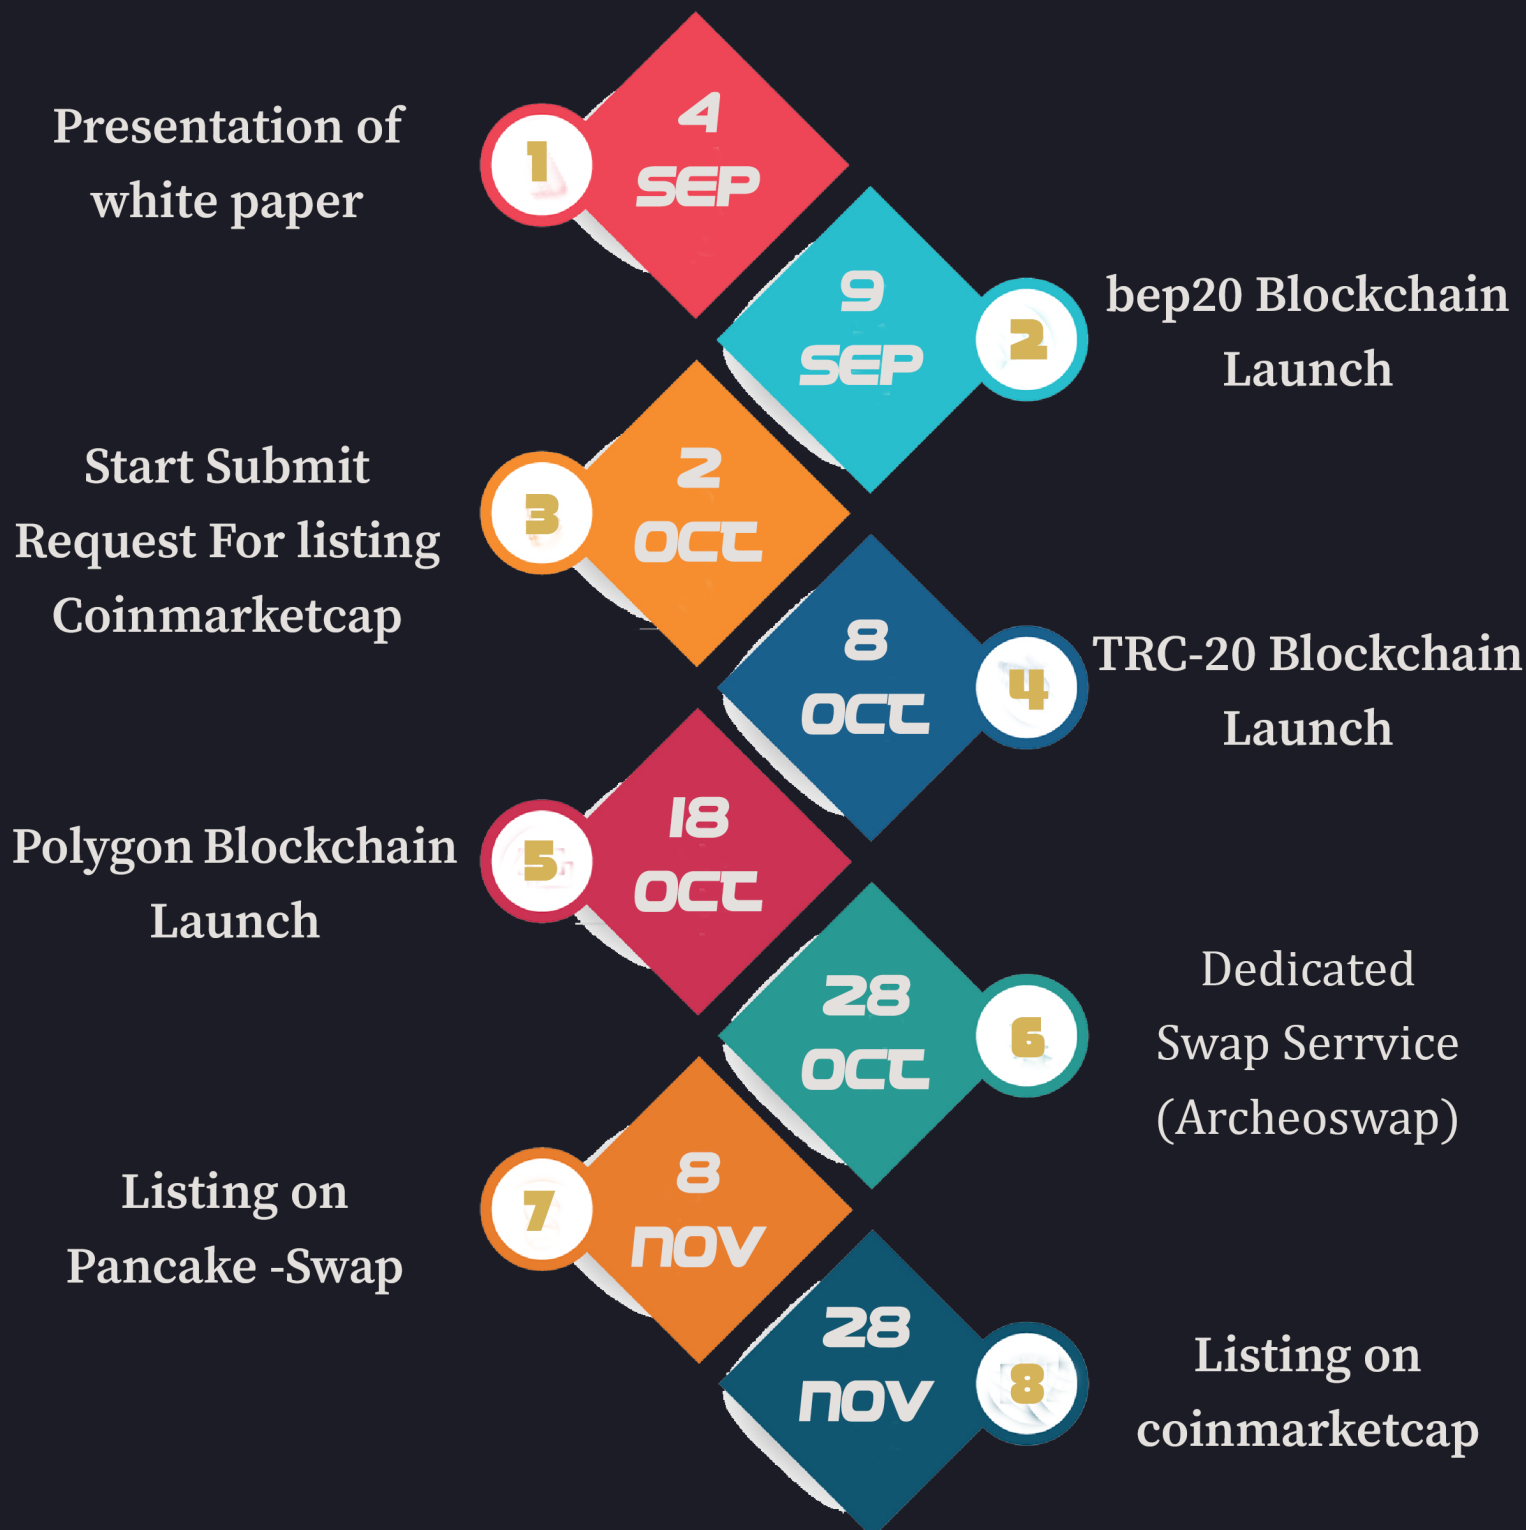 Presentation of
white paper
1
4
SEP
9
SEP
2
bep20 Blockchain
Launch
Start Submit
Request For listing
Coinmarketcap
3
2
OCT
8
OCT
4
TRC-20 Blockchain
Launch
Polygon Blockchain
Launch
5
18
OCT
28
OCT
6
Dedicated
Swap Serrvice
(Archeoswap)
Listing on
Pancake -Swap
7
8
NOV
28
NOV
8
Listing on
coinmarketcap